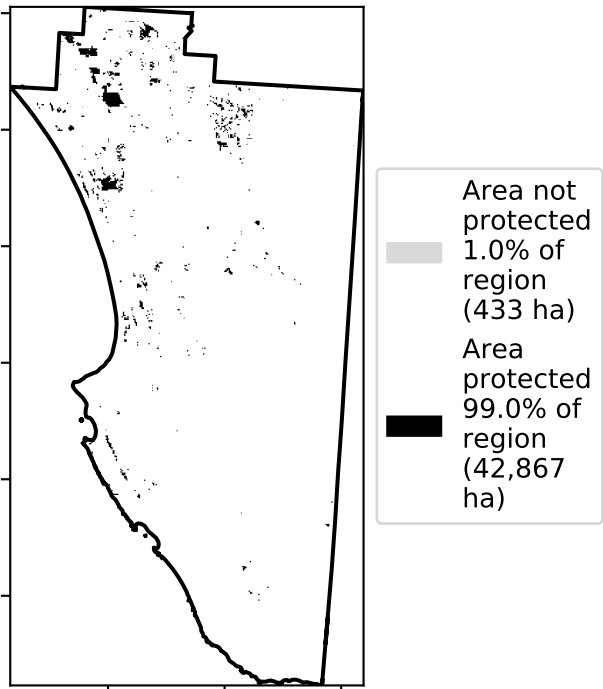 Area not
protected
1.0% of
region
(433 ha)
Area
protected
99.0% of
region
(42,867
ha)